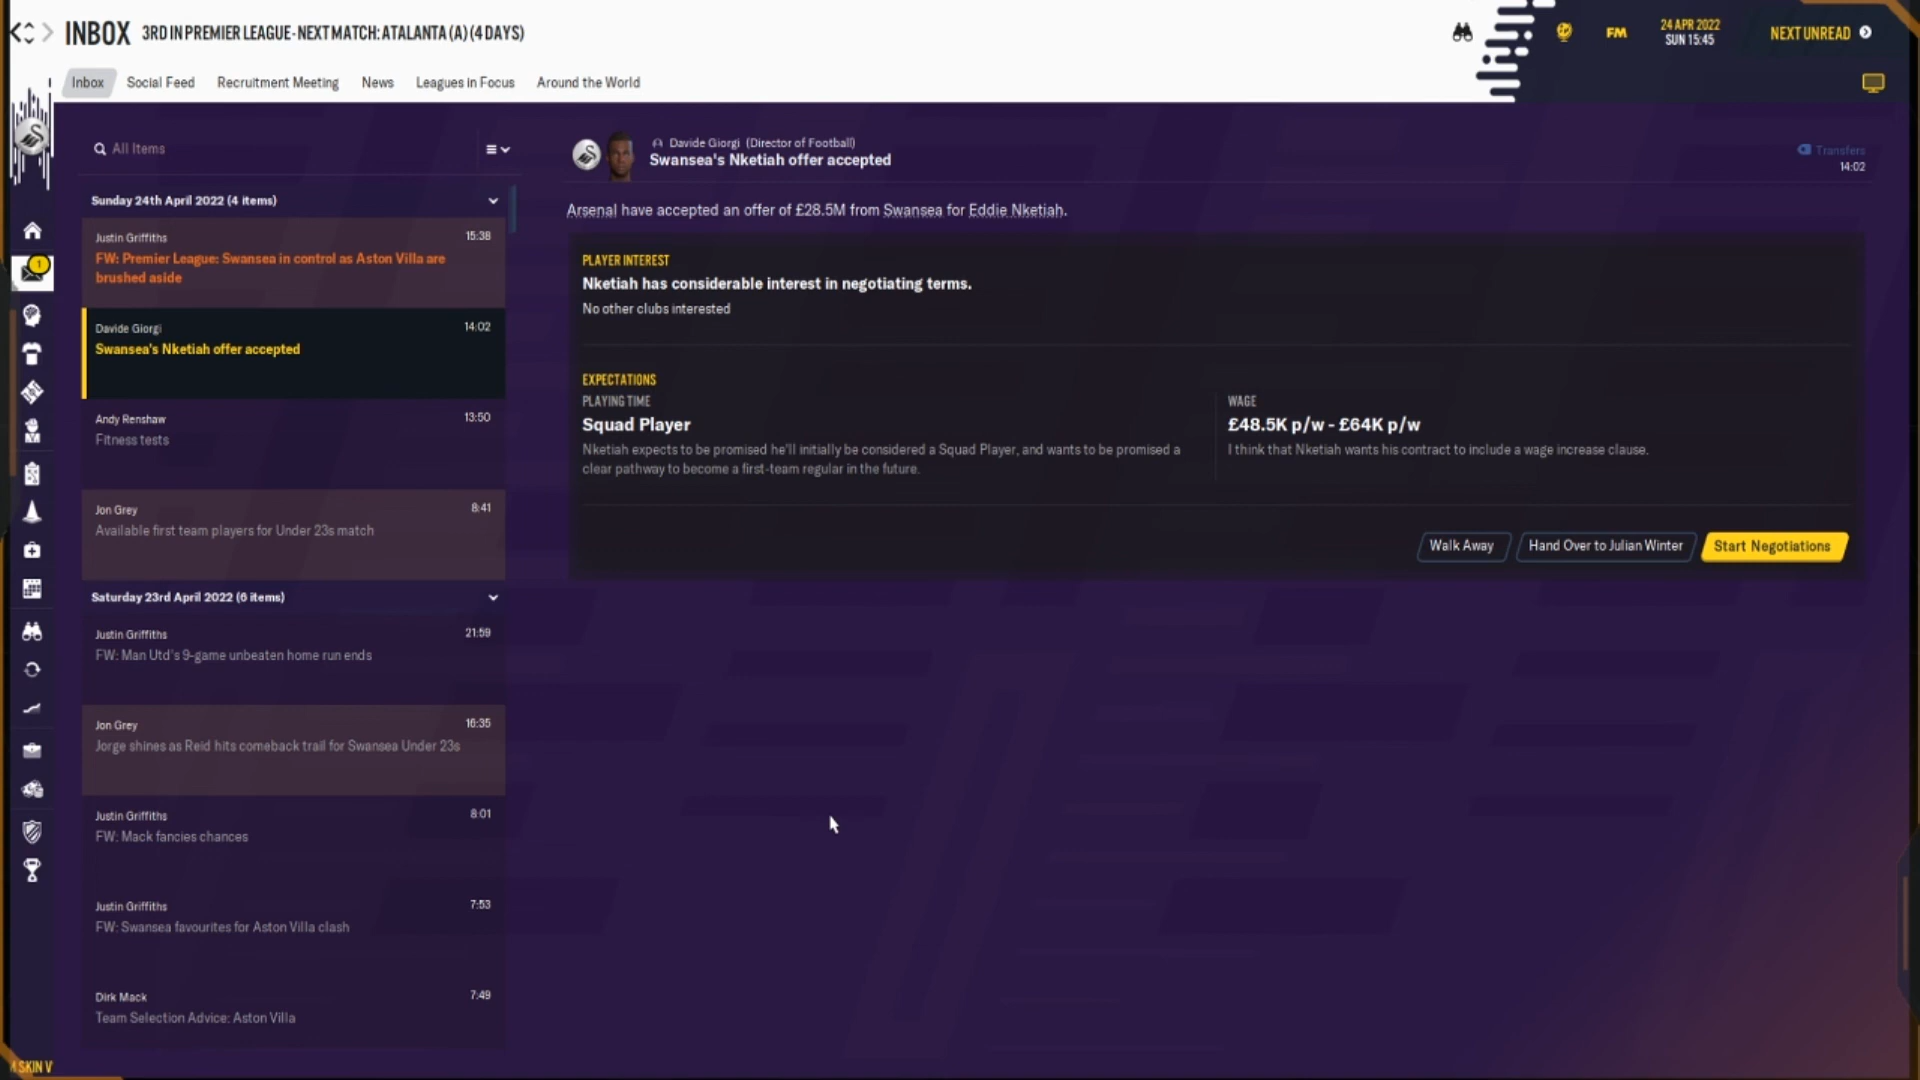 INBOX 3RD IN PREMIER LEAGUE - NEXT MATCH: ATALANTA (A) (4 DAYS)
FM
24 APR 2022
SUN 15:45
NEXT UNREAD
Inbox Social Feed Recruitment Meeting News Leagues in Focus Around the World
All Items
Sunday 24th April 2022 (4 items)
Justin Griffiths 15:38
FW: Premier League: Swansea in control as Aston Villa are
brushed aside
1
Davide Giorgi 14:02
Swansea's Nketiah offer accepted
Andy Renshaw 13:50
Fitness tests
Jon Grey 8:41
Available first team players for Under 23s match
Saturday 23rd April 2022 (6 items)
Justin Griffiths 21:59
FW: Man Utd's 9-game unbeaten home run ends
Jon Grey 16:35
Jorge shines as Reid hits comeback trail for Swansea Under 23s
Justin Griffiths 8:01
FW: Mack fancies chances
Justin Griffiths 7:53
FW: Swansea favourites for Aston Villa clash
Dirk Mack 7:49
Team Selection Advice: Aston Villa
Davide Giorgi (Director of Football)
Swansea's Nketiah offer accepted
Transfers
14:02
Arsenal have accepted an offer of £28.5M from Swansea for Eddie Nketiah.
PLAYER INTEREST
Nketiah has considerable interest in negotiating terms.
No other clubs interested
EXPECTATIONS
PLAYING TIME
Squad Player
Nketiah expects to be promised he'll initially be considered a Squad Player, and wants to be promised a
clear pathway to become a first-team regular in the future.
WAGE
£48.5K p/w - £64K p/w
I think that Nketiah wants his contract to include a wage increase clause.
Walk Away Hand Over to Julian Winter Start Negotiations
SKIN V